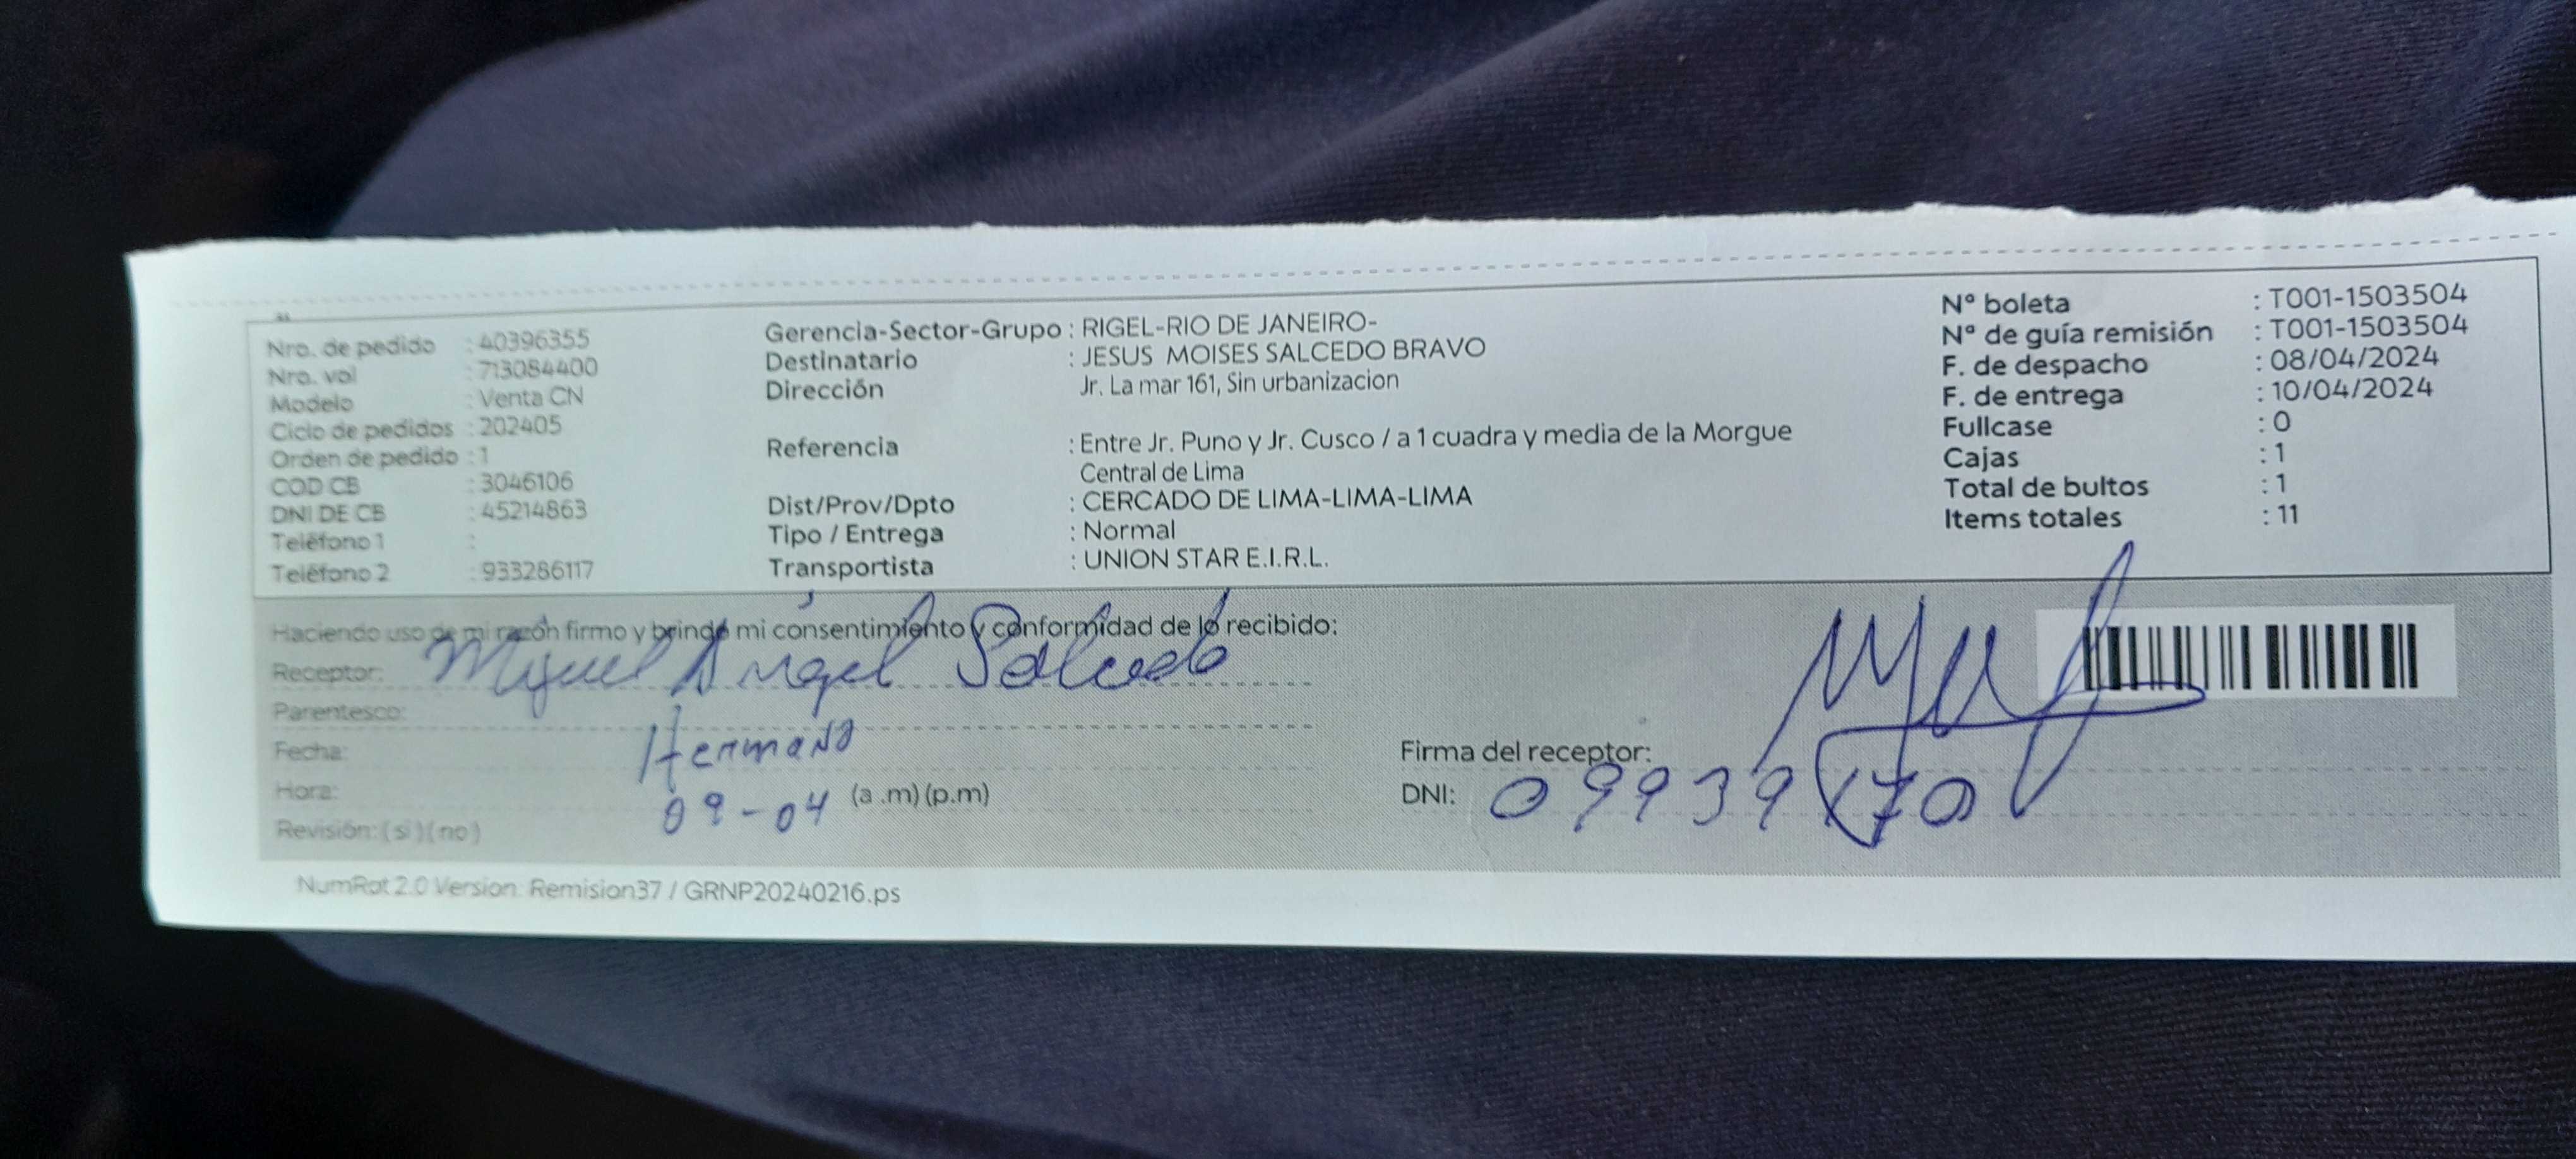 Nro. de pedido : 40396355
Nro. vol : 713084400
Modelo : Venta CN
Ciclo de pedidos : 202405
Orden de pedido : 1
COD CB : 3046106
DNI DE CB : 45214863
Teléfono 1 :
Teléfono 2 : 933286117
Gerencia-Sector-Grupo : RIGEL-RIO DE JANEIRO-
Destinatario : JESUS MOISES SALCEDO BRAVO
Dirección Jr. La mar 161, Sin urbanizacion
Referencia : Entre Jr. Puno y Jr. Cusco / a 1 cuadra y media de la Morgue
Central de Lima
Dist/Prov/Dpto : CERCADO DE LIMA-LIMA-LIMA
Tipo / Entrega : Normal
Transportista : UNION STAR E.I.R.L.
N° boleta : T001-1503504
N° de guía remisión : T001-1503504
F. de despacho : 08/04/2024
F. de entrega : 10/04/2024
Fullcase : 0
Cajas : 1
Total de bultos : 1
Items totales : 11
Haciendo uso de mi razón firmo y brindo mi consentimiento y conformidad de lo recibido:
Receptor: Miguel Ángel Salcedo
Parentesco:
Fecha: Hermano
Hora: 09-04 (a .m) (p.m)
Revisión: ( si ) ( no )
Firma del receptor:
DNI: 09939170
NumRot 2.0 Version: Remision37 / GRNP20240216.ps